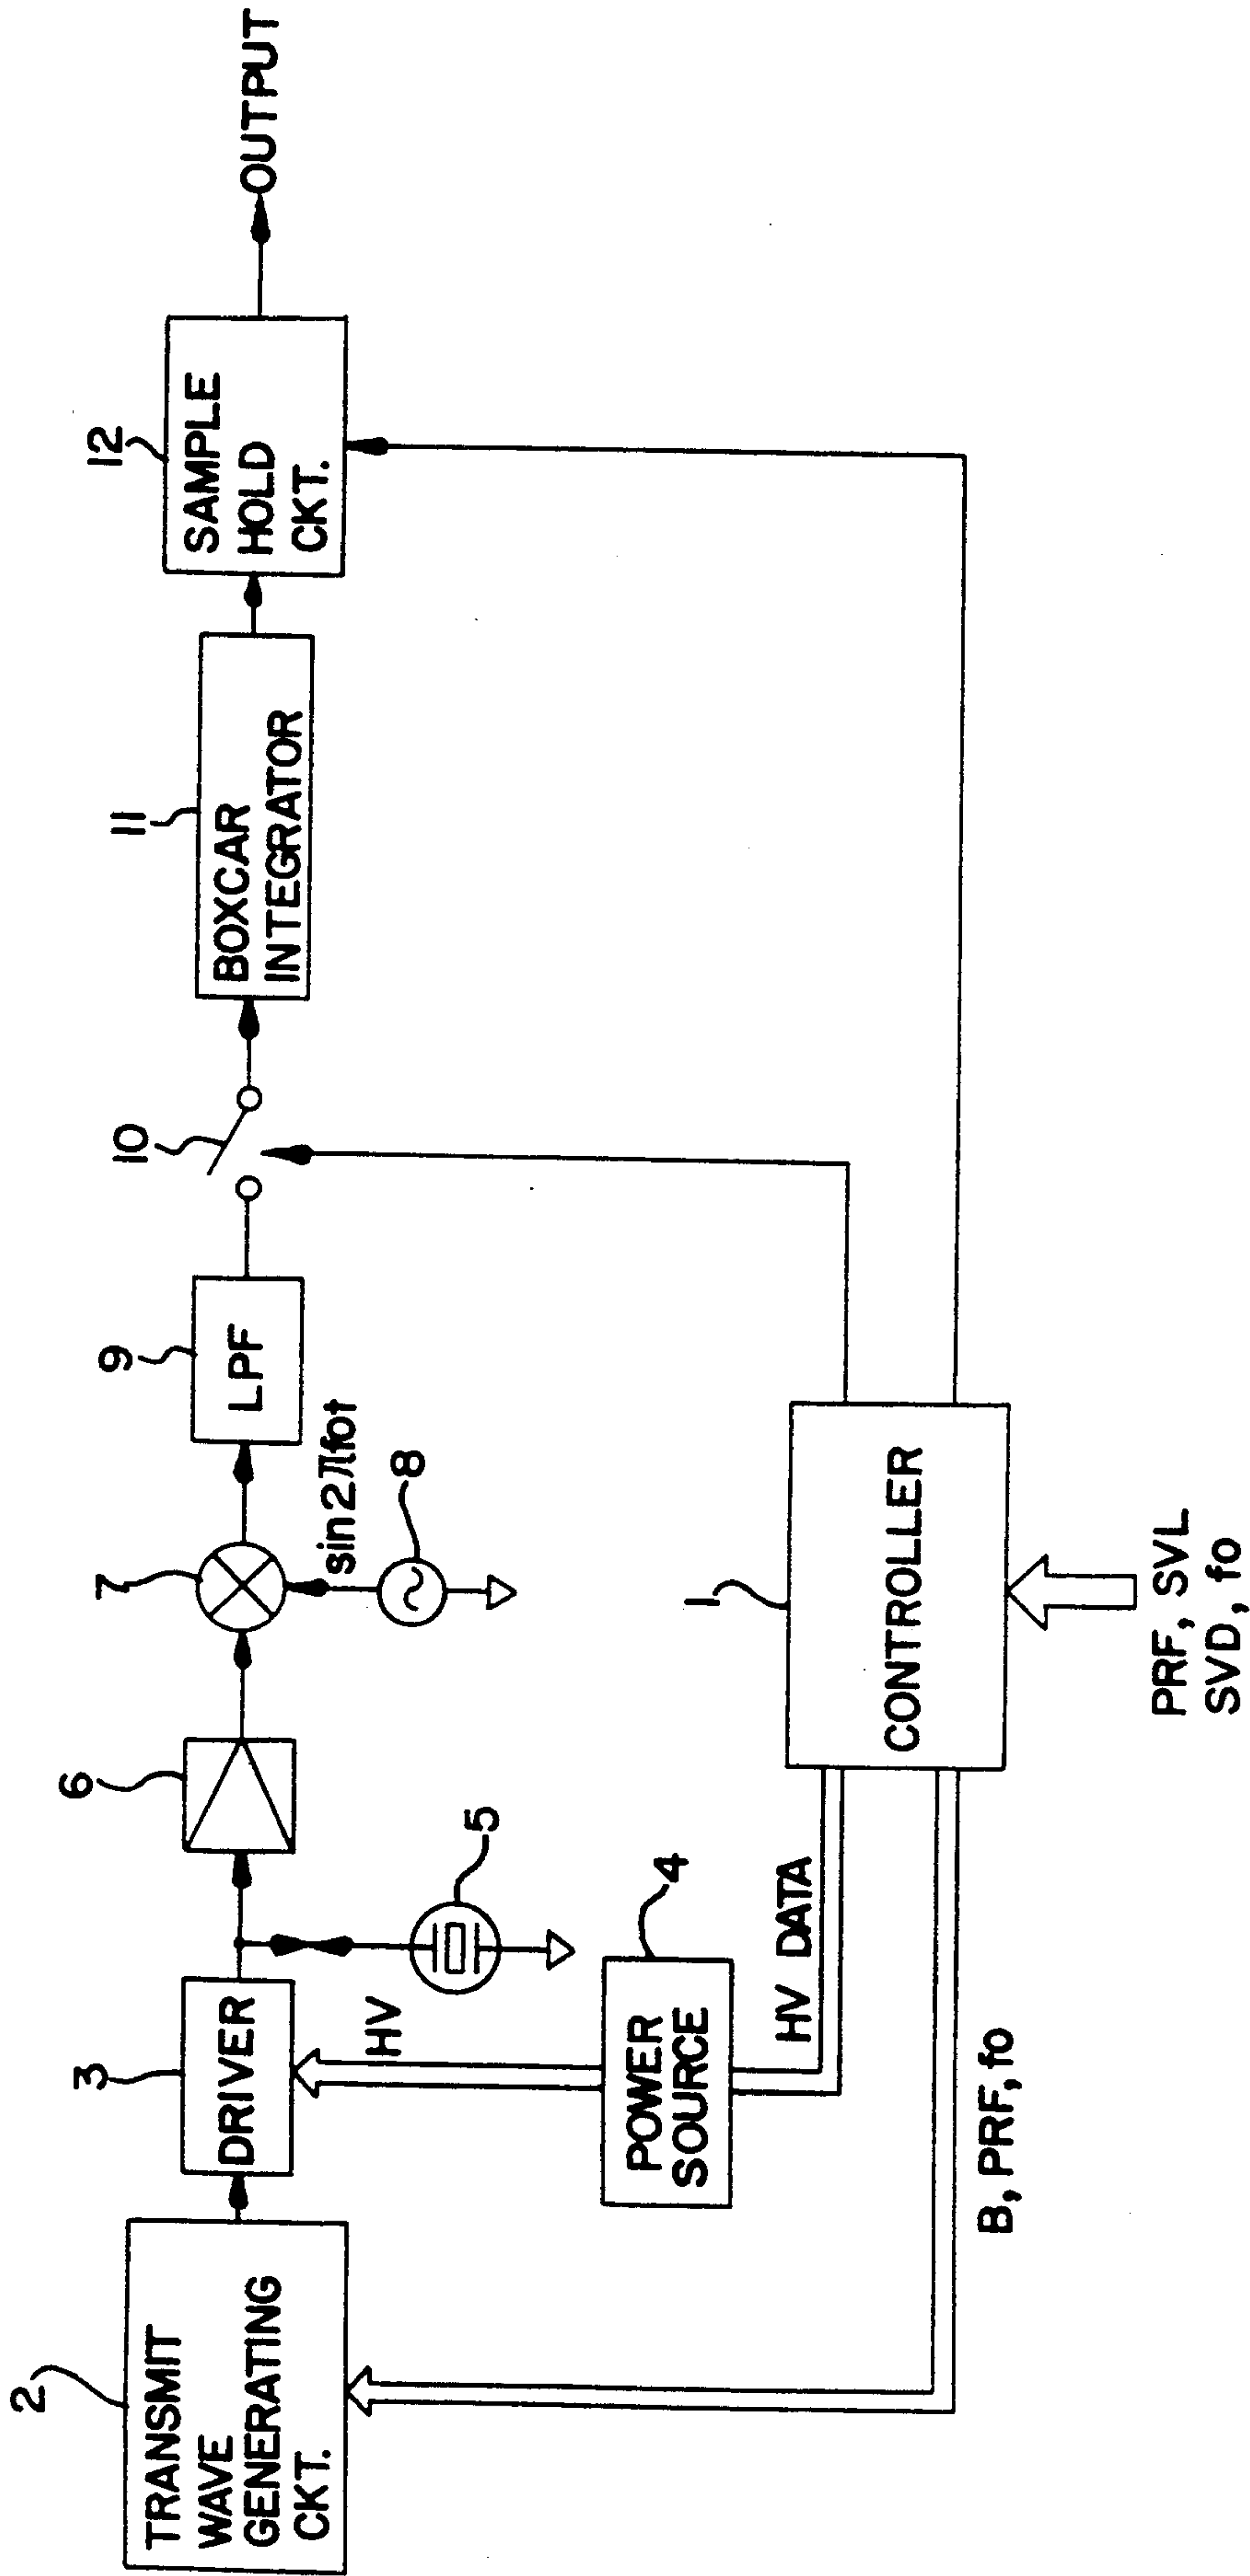 2
TRANSMIT
WAVE
GENERATING
CKT.
3
DRIVER
HV
4
POWER
SOURCE
HV DATA
B, PRF, fo
5
6
7
8
sin2πfot
9
LPF
10
11
BOXCAR
INTEGRATOR
12
SAMPLE
HOLD
CKT.
OUTPUT
1
CONTROLLER
PRF, SVL
SVD, fo